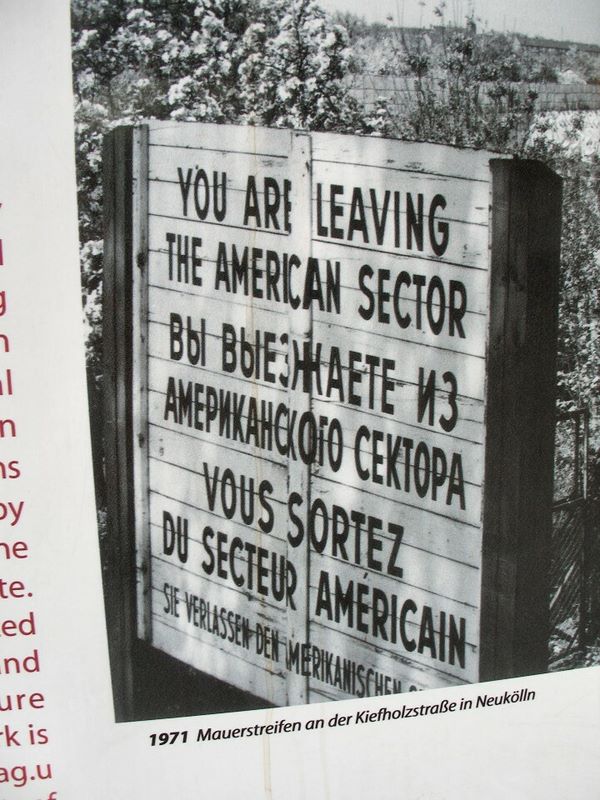 YOU ARE LEAVING
THE AMERICAN SECTOR
ВЫ ВЫЕЗЖАЕТЕ ИЗ
АМЕРИКАНСКОГО СЕКТОРА
VOUS SORTEZ
DU SECTEUR AMÉRICAIN
SIE VERLASSEN DEN AMERIKANISCHEN
1971 Mauerstreifen an der Kiefholzstraße in Neukölln